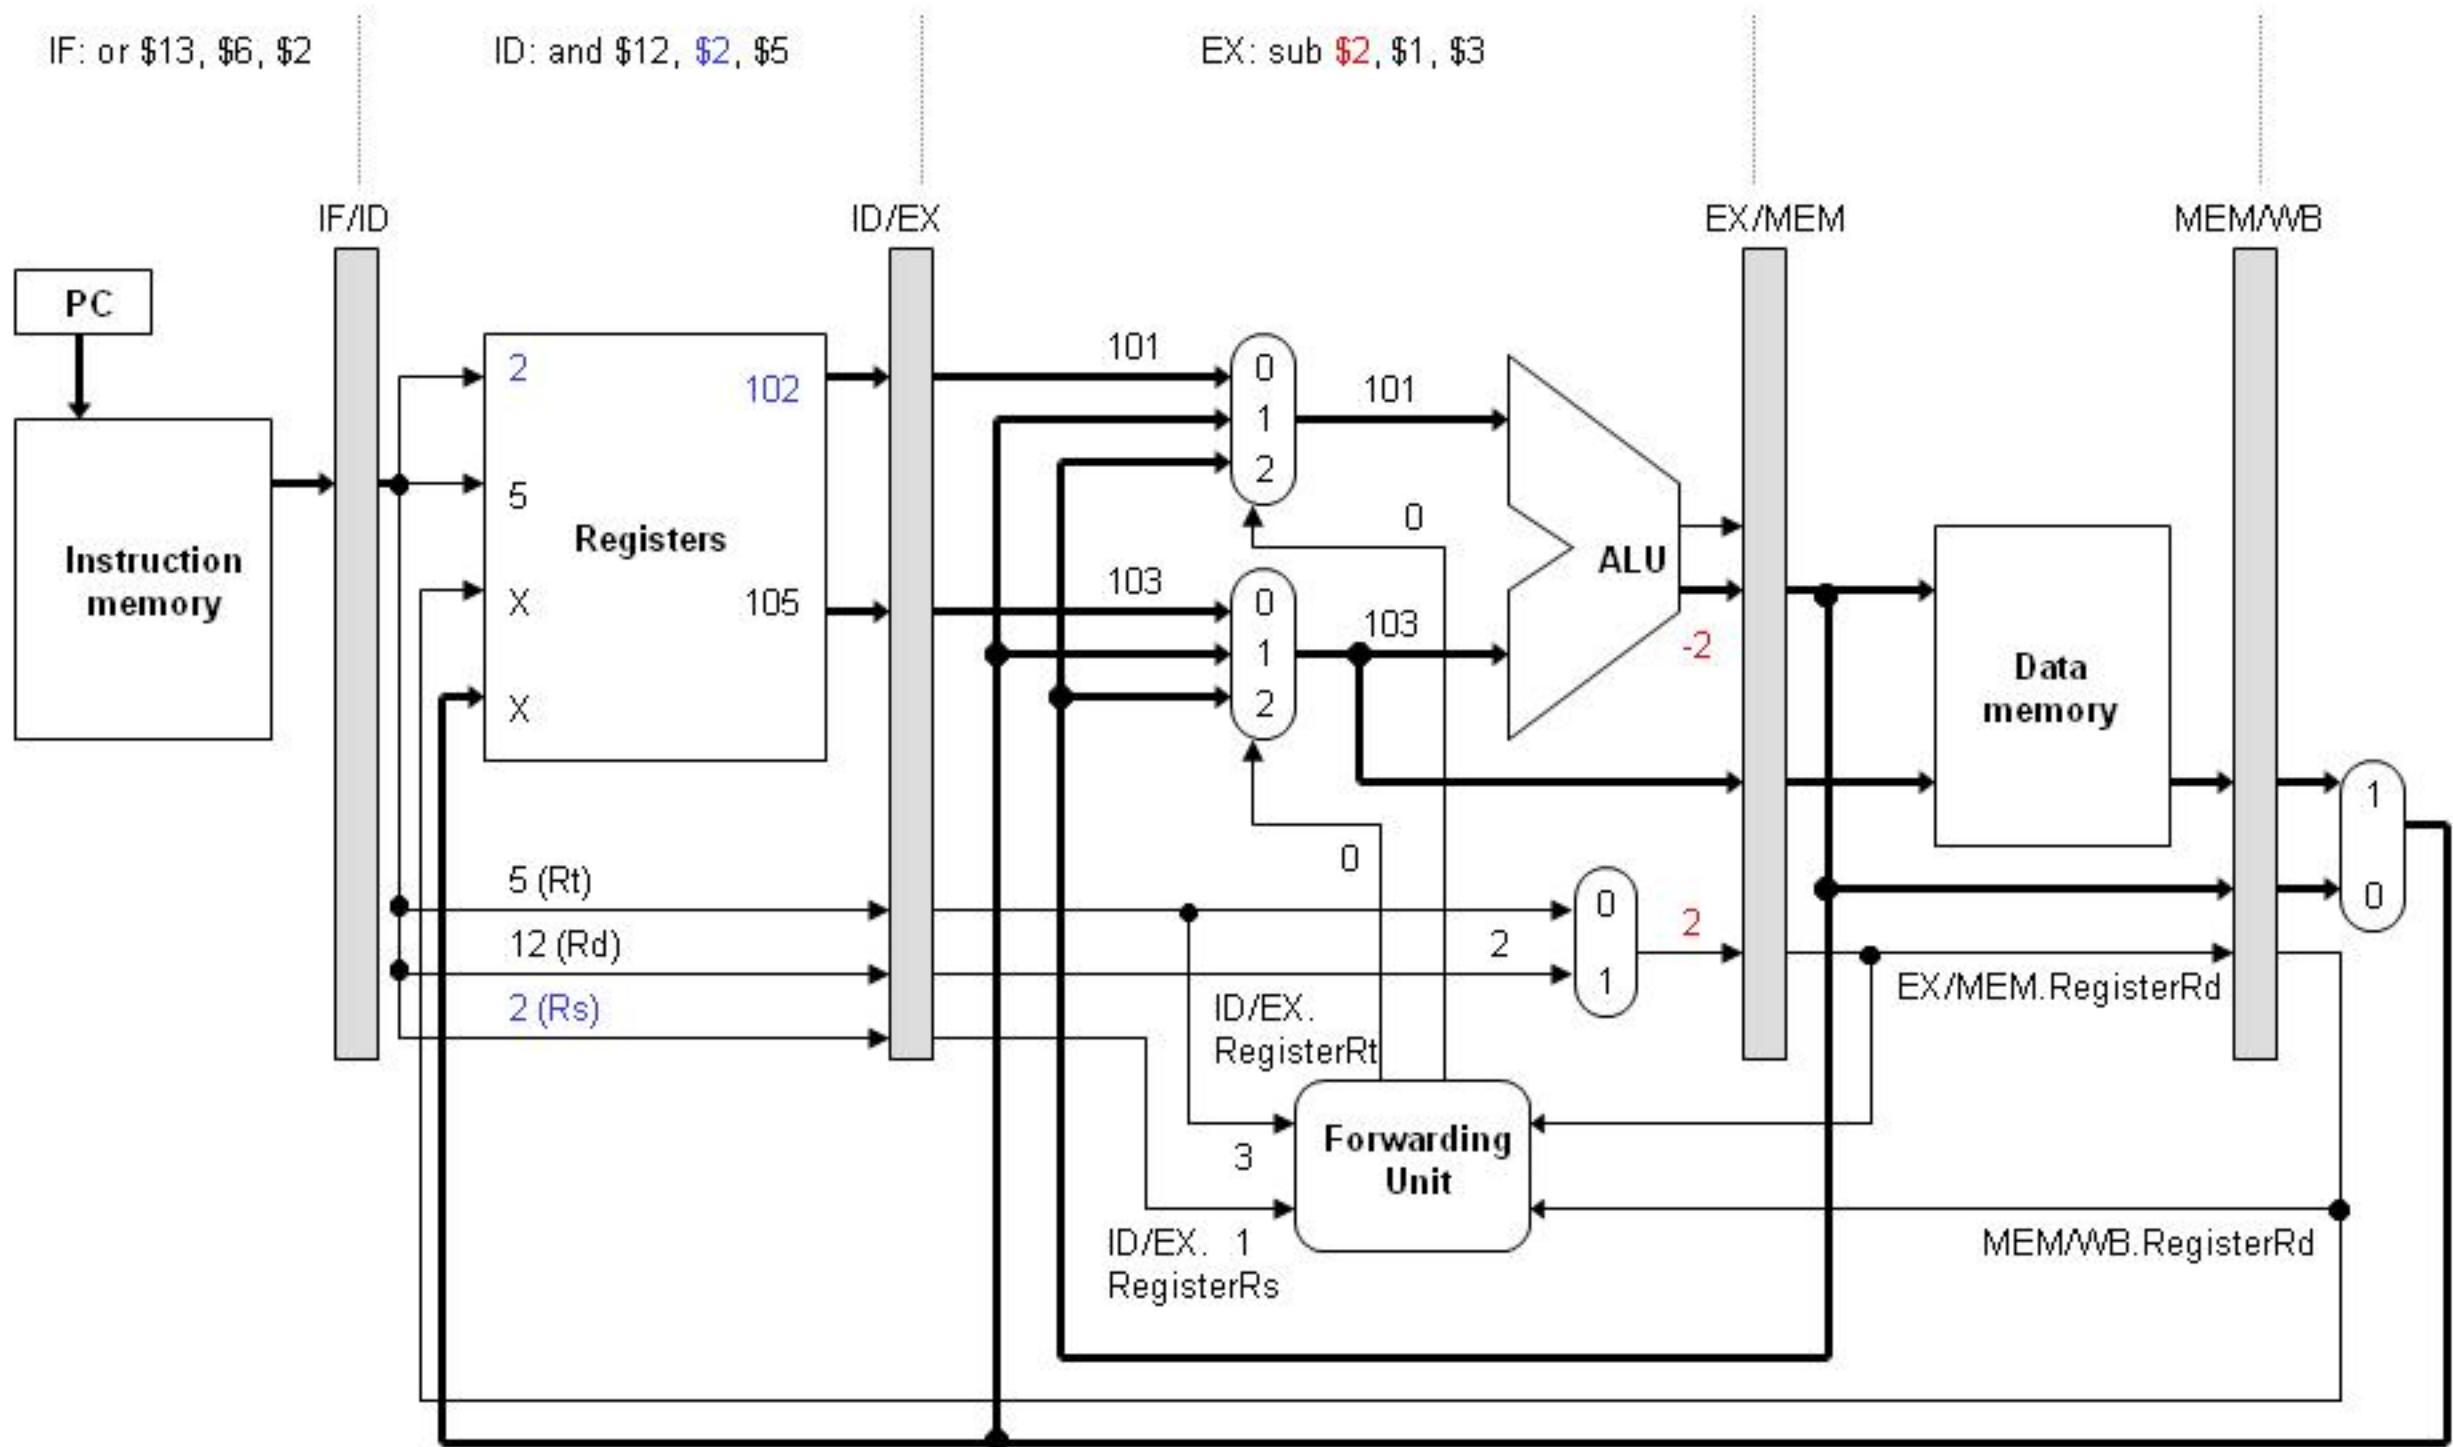 IF: or $13, $6, $2
ID: and $12, $2, $5
EX: sub $2, $1, $3
IF/ID
ID/EX
EX/MEM
MEM/WB
PC
Instruction
memory
2
102
5
Registers
X
105
X
101
0
1
2
101
0
103
0
1
2
103
ALU
-2
Data
memory
1
0
0
5 (Rt)
12 (Rd)
2 (Rs)
2
0
1
2
EX/MEM.RegisterRd
ID/EX.
RegisterRt
3
Forwarding
Unit
ID/EX. 1
RegisterRs
MEM/WB.RegisterRd